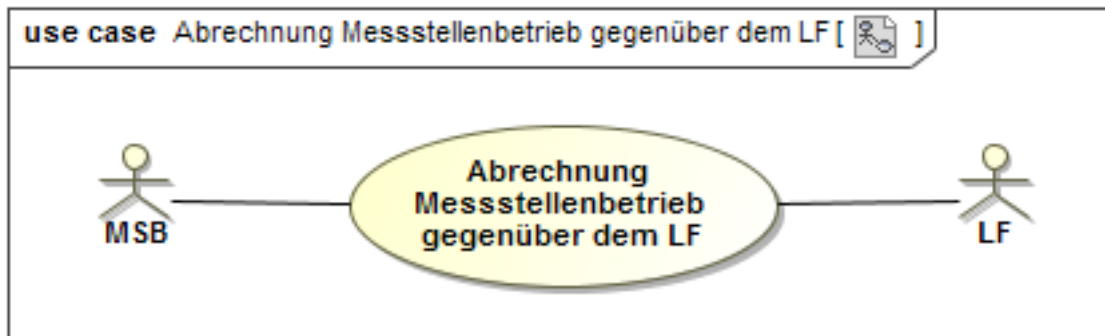 use case Abrechnung Messstellenbetrieb gegenüber dem LF [ ]
Abrechnung
Messstellenbetrieb
gegenüber dem LF
MSB
LF